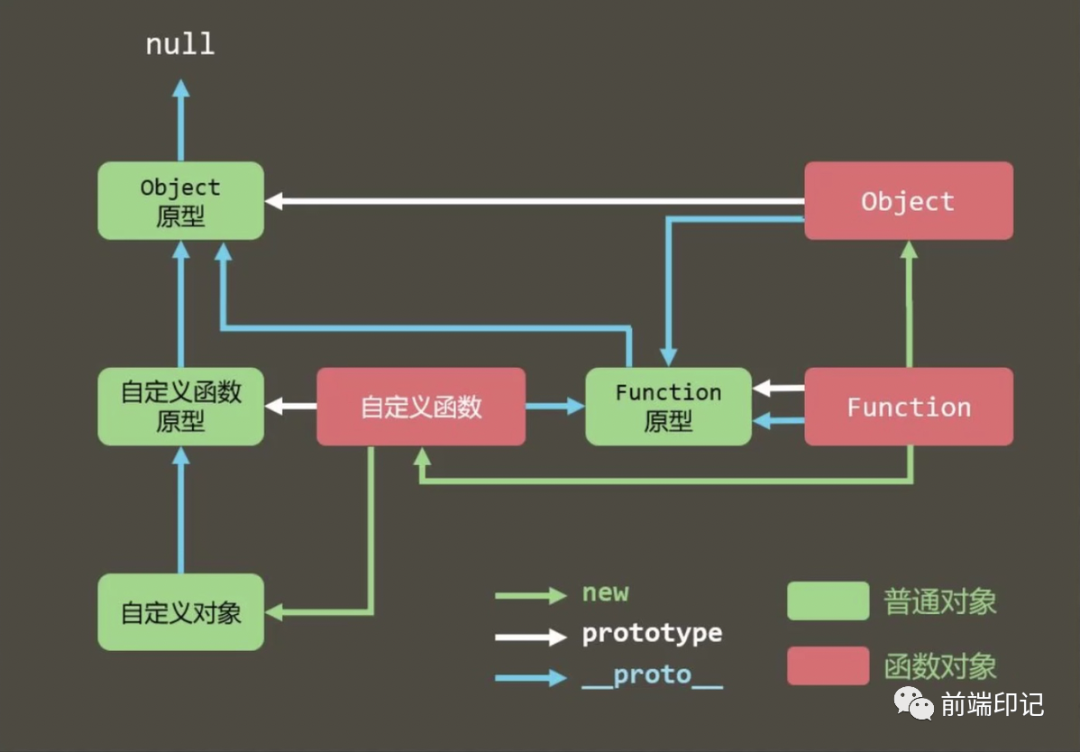 null
Object
原型
Object
自定义函数
原型
自定义函数
Function
原型
Function
自定义对象
new
prototype
__proto__
普通对象
函数对象
前端印记